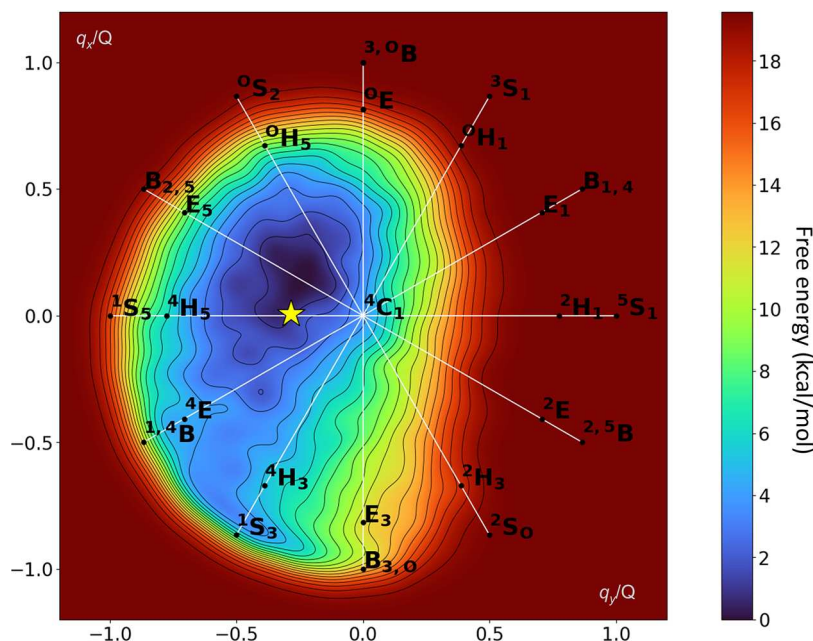 qₓ/Q
³,ᴼB
ᴼS₂
ᴼE
³S₁
ᴼH₅
ᴼH₁
B₂,₅
E₅
E₁
B₁,₄
¹S₅
⁴H₅
⁴C₁
²H₁
⁵S₁
⁴E
¹,⁴B
²E
²,⁵B
⁴H₃
²H₃
¹S₃
E₃
²Sₒ
B₃,ₒ
qᵧ/Q
1.0
0.5
0.0
−0.5
−1.0
−1.0
−0.5
0.0
0.5
1.0
18
16
14
12
10
8
6
4
2
0
Free energy (kcal/mol)